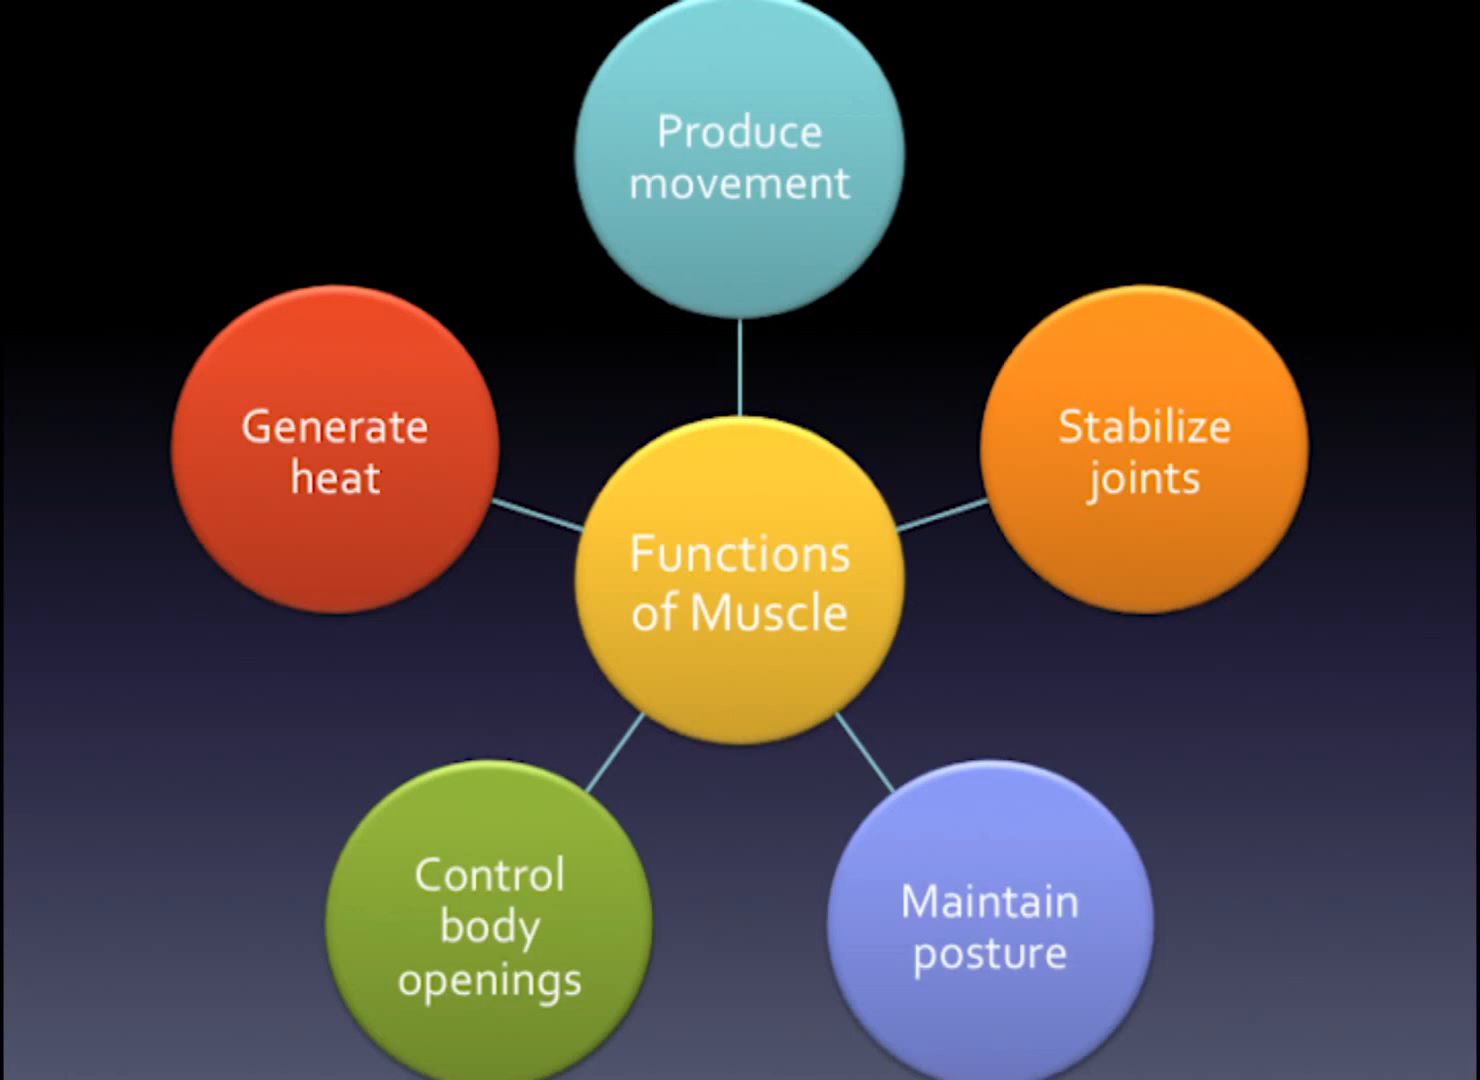 Produce
movement
Generate
heat
Stabilize
joints
Functions
of Muscle
Control
body
openings
Maintain
posture